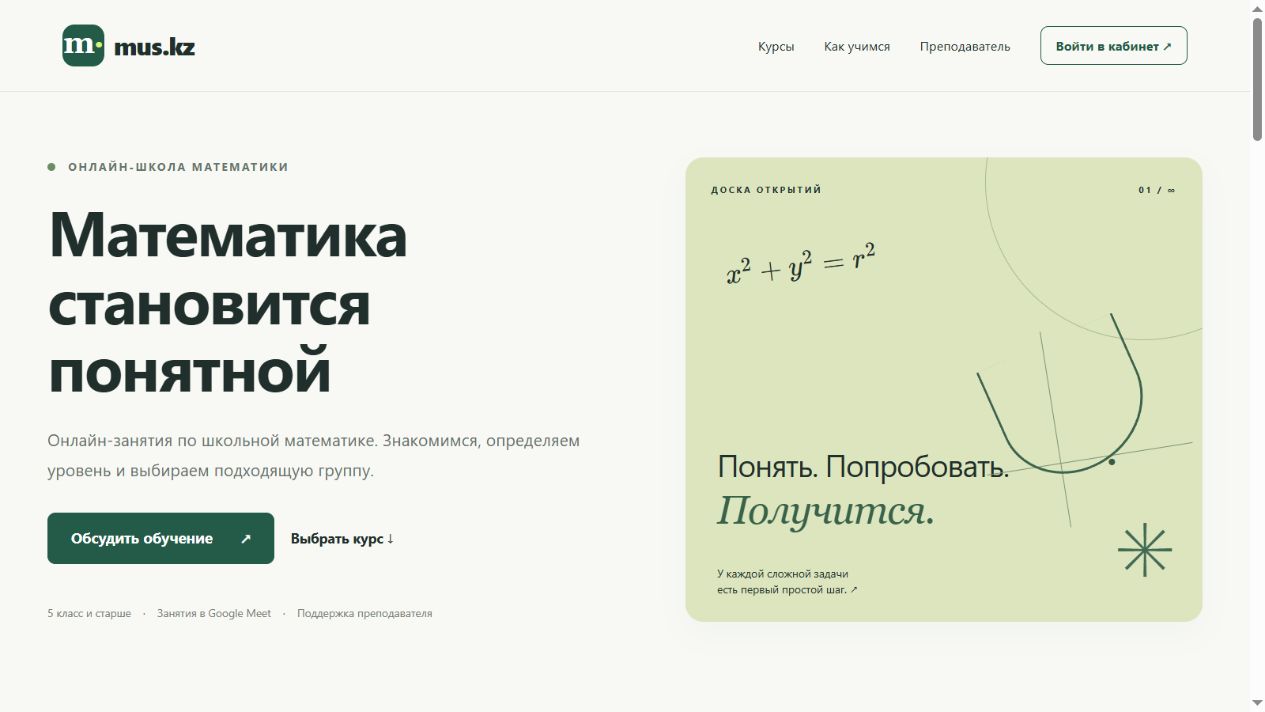 m.
mus.kz
Курсы
Как учимся
Преподаватель
Войти в кабинет ↗
ОНЛАЙН-ШКОЛА МАТЕМАТИКИ
Математика
становится
понятной
Онлайн-занятия по школьной математике. Знакомимся, определяем
уровень и выбираем подходящую группу.
Обсудить обучение ↗
Выбрать курс ↓
5 класс и старше · Занятия в Google Meet · Поддержка преподавателя
ДОСКА ОТКРЫТИЙ
01 / ∞
x² + y² = r²
Понять. Попробовать.
Получится.
У каждой сложной задачи
есть первый простой шаг. ↗